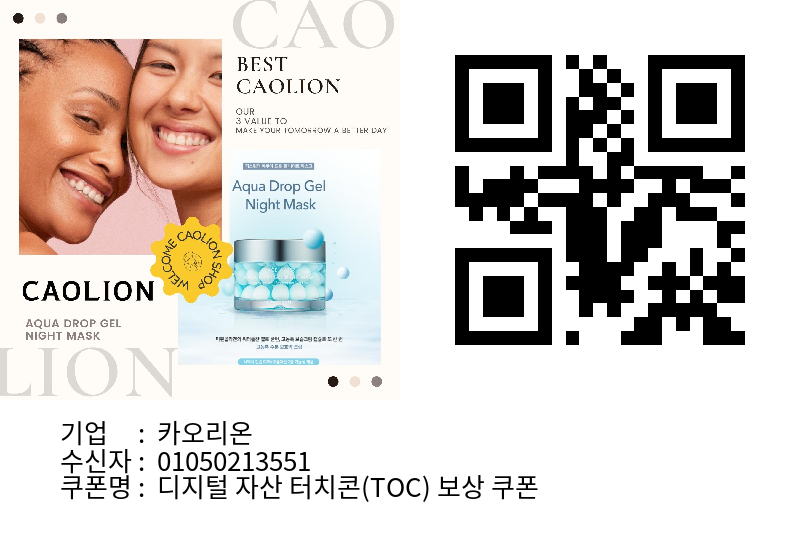 CAO
BEST
CAOLION
OUR
3 VALUE TO
MAKE YOUR TOMORROW A BETTER DAY
Aqua Drop Gel
Night Mask
WELCOME CAOLION SHOP
CAOLION
AQUA DROP GEL
NIGHT MASK
LION
기업 : 카오리온
수신자 : 01050213551
쿠폰명 : 디지털 자산 터치콘(TOC) 보상 쿠폰